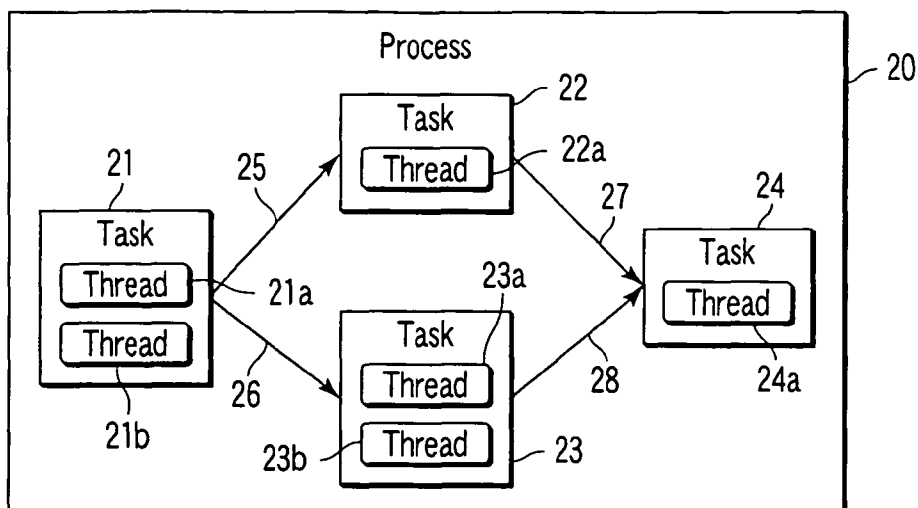 Process
20
22
Task
Thread
22a
25
21
Task
Thread
21a
Thread
21b
26
27
24
Task
Thread
24a
23a
Task
Thread
Thread
23b
23
28